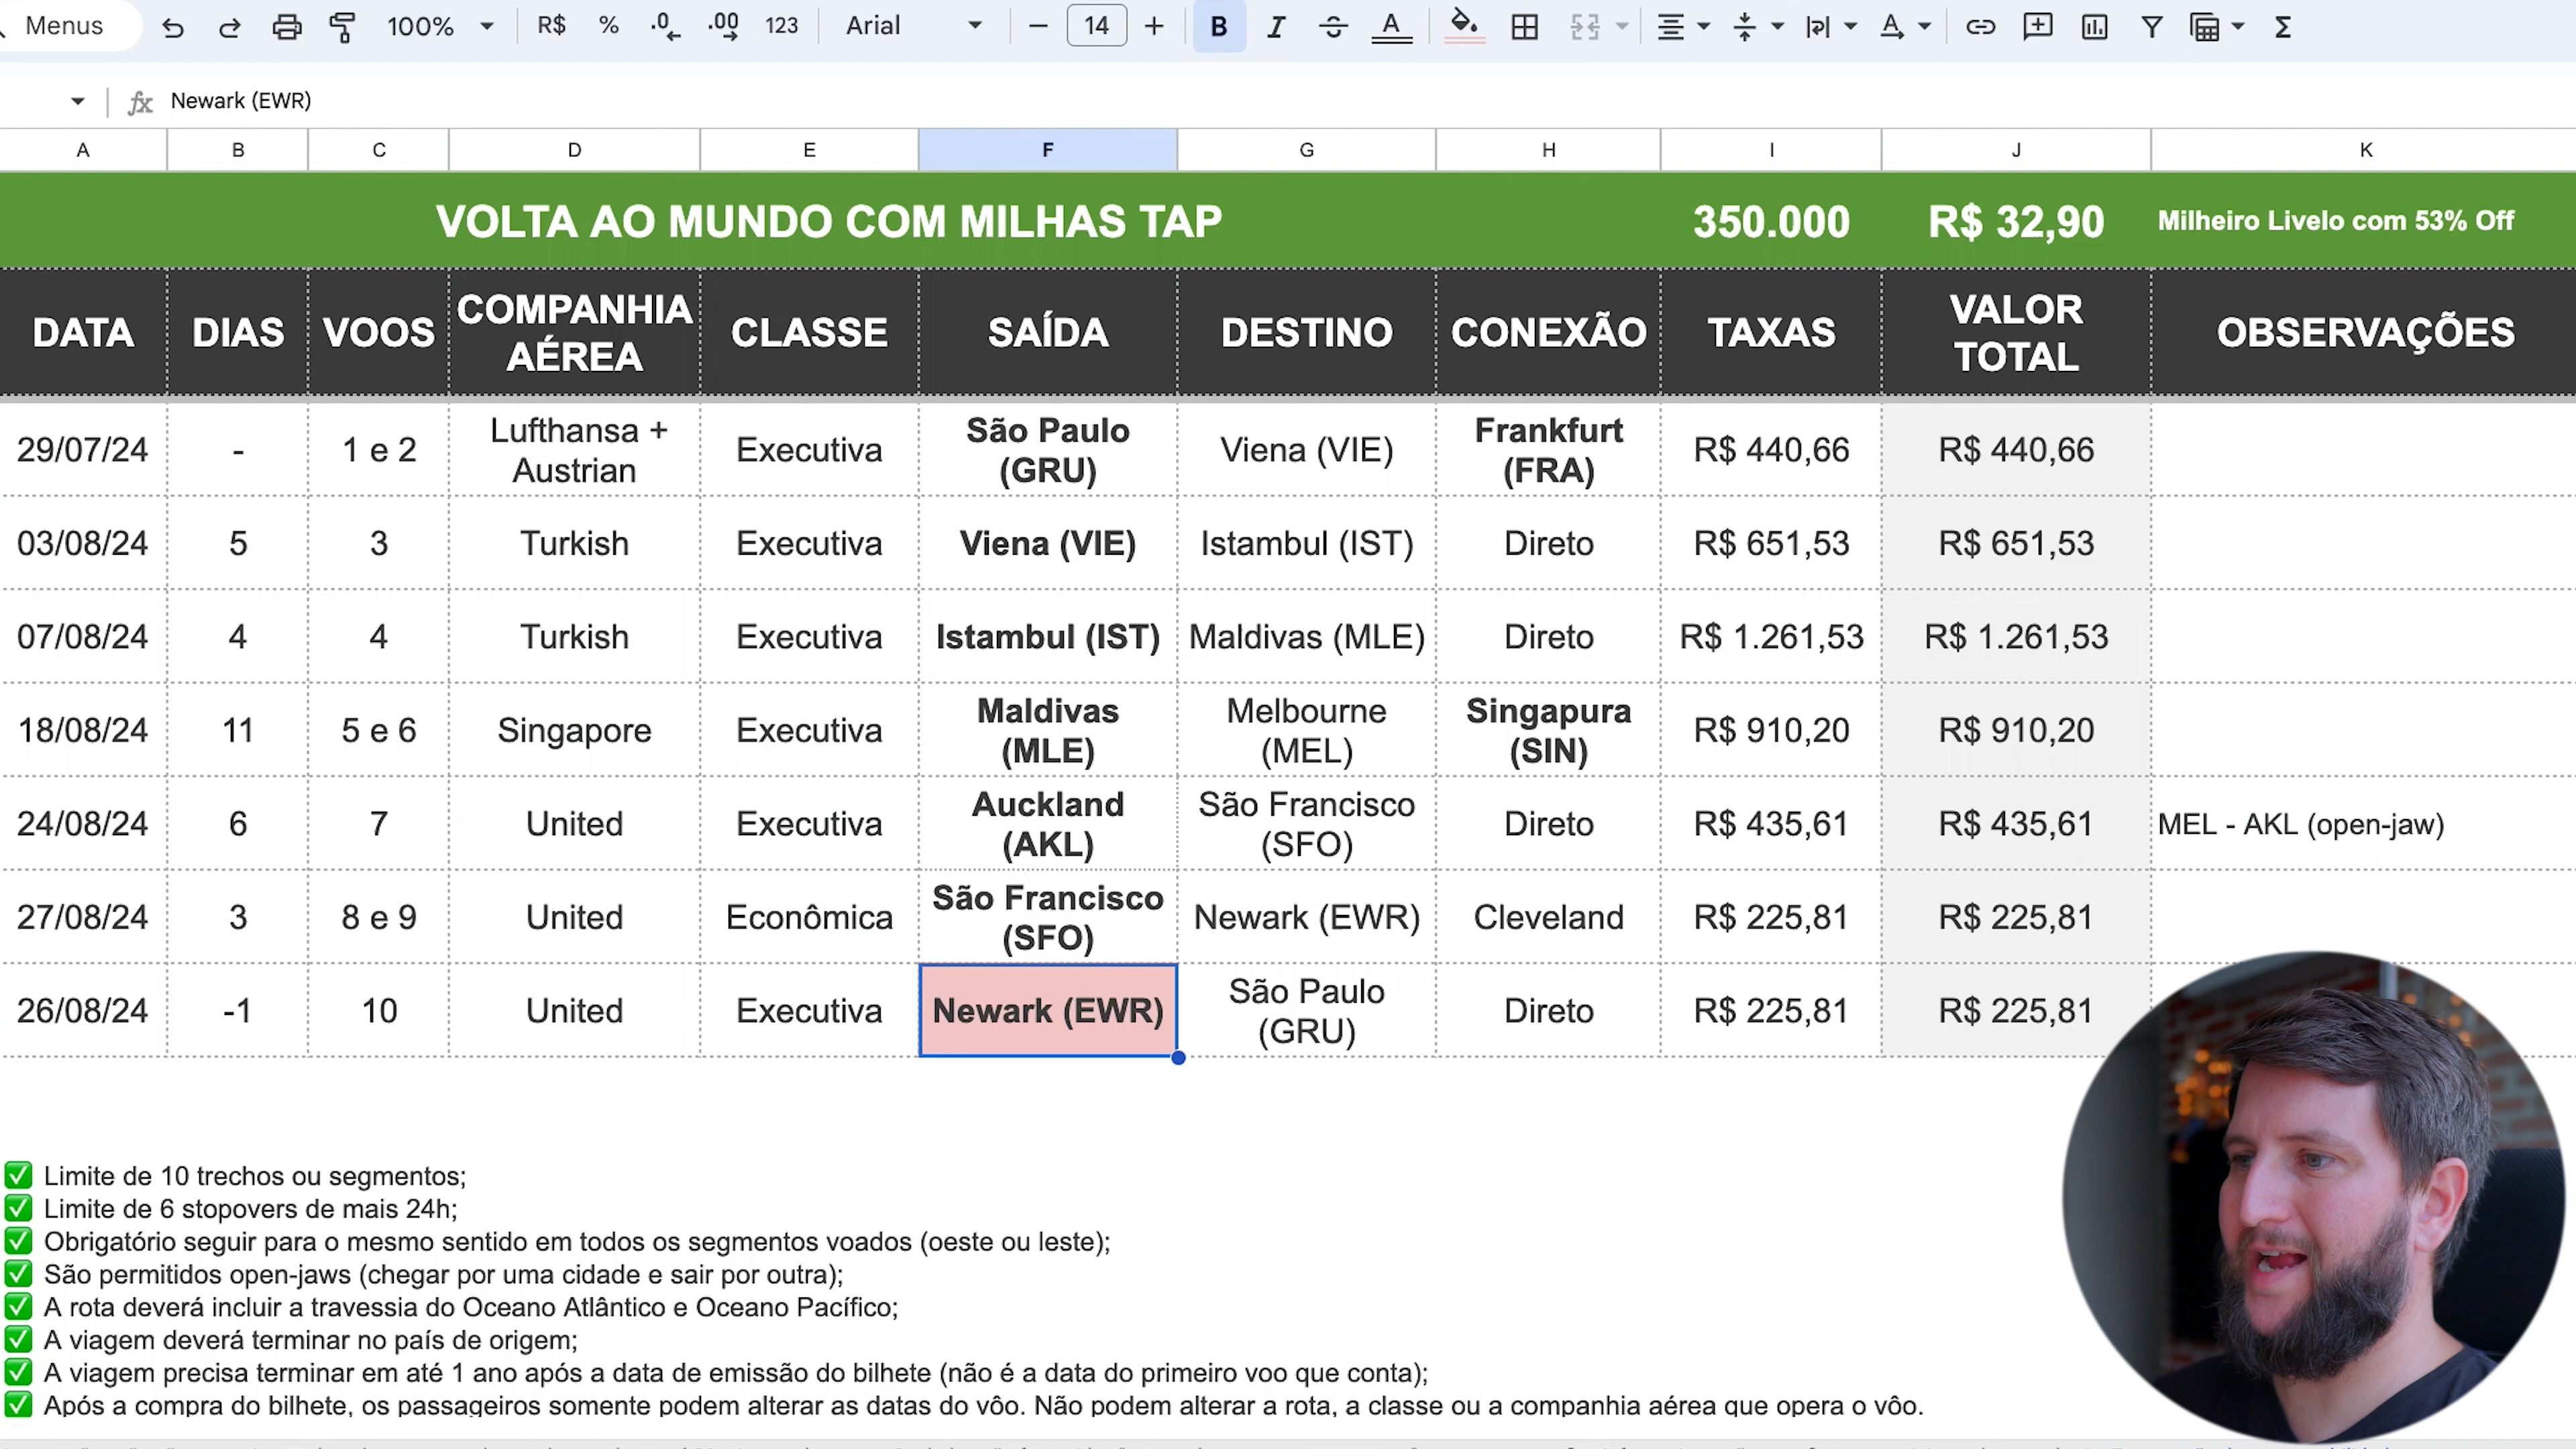 Menus 100% R$ % .0 .00 123 Arial 14 B I A
fx Newark (EWR)
A B C D E F G H I J K
VOLTA AO MUNDO COM MILHAS TAP 350.000 R$ 32,90 Milheiro Livelo com 53% Off
DATA DIAS VOOS COMPANHIA AÉREA CLASSE SAÍDA DESTINO CONEXÃO TAXAS VALOR TOTAL OBSERVAÇÕES
29/07/24 - 1 e 2 Lufthansa + Austrian Executiva São Paulo (GRU) Viena (VIE) Frankfurt (FRA) R$ 440,66 R$ 440,66
03/08/24 5 3 Turkish Executiva Viena (VIE) Istambul (IST) Direto R$ 651,53 R$ 651,53
07/08/24 4 4 Turkish Executiva Istambul (IST) Maldivas (MLE) Direto R$ 1.261,53 R$ 1.261,53
18/08/24 11 5 e 6 Singapore Executiva Maldivas (MLE) Melbourne (MEL) Singapura (SIN) R$ 910,20 R$ 910,20
24/08/24 6 7 United Executiva Auckland (AKL) São Francisco (SFO) Direto R$ 435,61 R$ 435,61 MEL - AKL (open-jaw)
27/08/24 3 8 e 9 United Econômica São Francisco (SFO) Newark (EWR) Cleveland R$ 225,81 R$ 225,81
26/08/24 -1 10 United Executiva Newark (EWR) São Paulo (GRU) Direto R$ 225,81 R$ 225,81
✅ Limite de 10 trechos ou segmentos;
✅ Limite de 6 stopovers de mais 24h;
✅ Obrigatório seguir para o mesmo sentido em todos os segmentos voados (oeste ou leste);
✅ São permitidos open-jaws (chegar por uma cidade e sair por outra);
✅ A rota deverá incluir a travessia do Oceano Atlântico e Oceano Pacífico;
✅ A viagem deverá terminar no país de origem;
✅ A viagem precisa terminar em até 1 ano após a data de emissão do bilhete (não é a data do primeiro voo que conta);
✅ Após a compra do bilhete, os passageiros somente podem alterar as datas do vôo. Não podem alterar a rota, a classe ou a companhia aérea que opera o vôo.